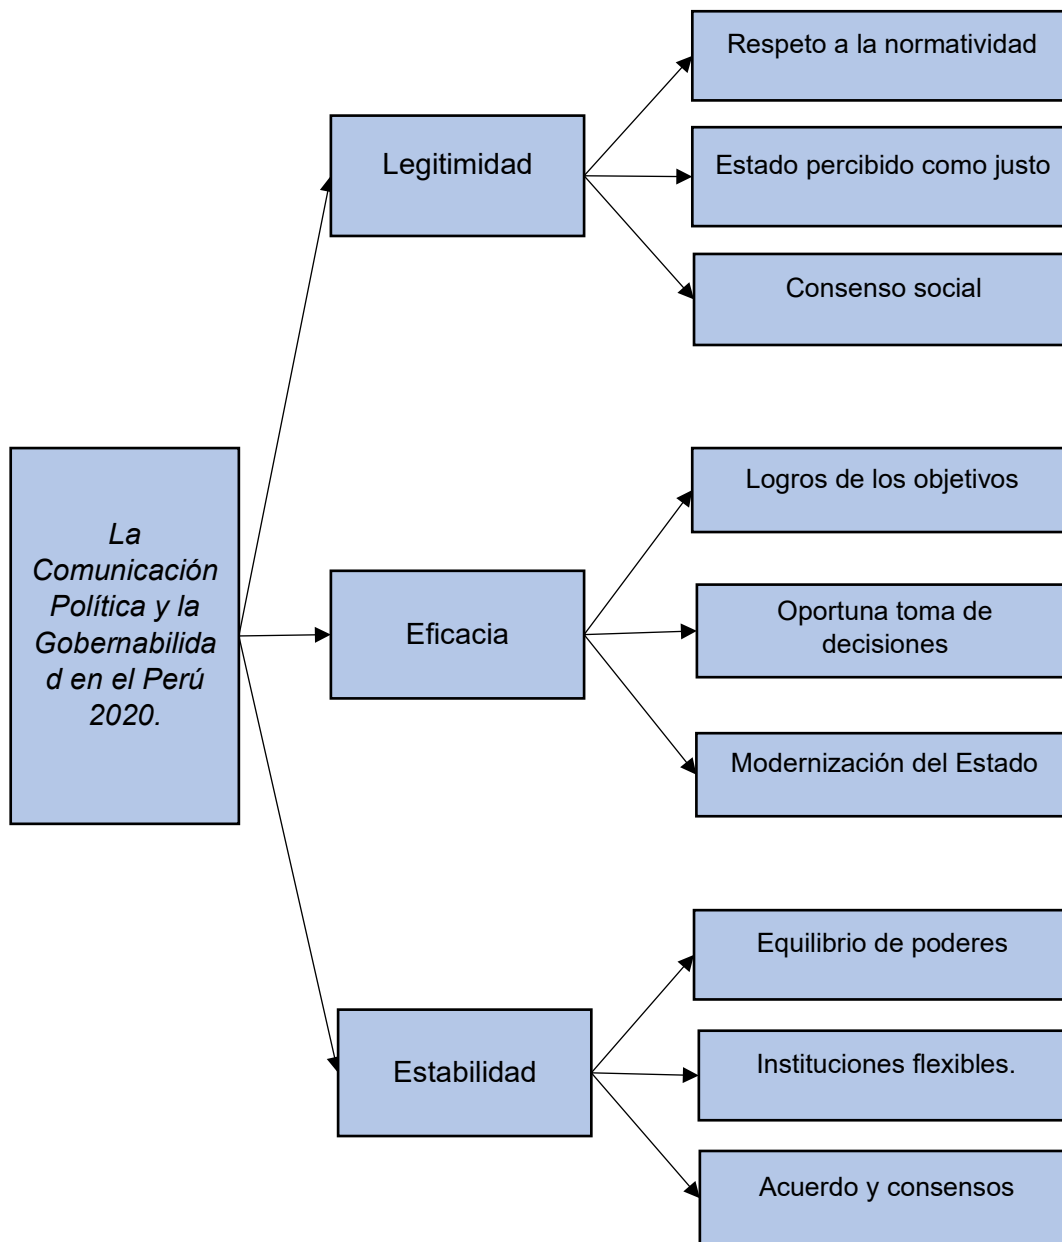 La
Comunicación
Política y la
Gobernabilida
d en el Perú
2020.
Legitimidad
Respeto a la normatividad
Estado percibido como justo
Consenso social
Eficacia
Logros de los objetivos
Oportuna toma de
decisiones
Modernización del Estado
Estabilidad
Equilibrio de poderes
Instituciones flexibles.
Acuerdo y consensos